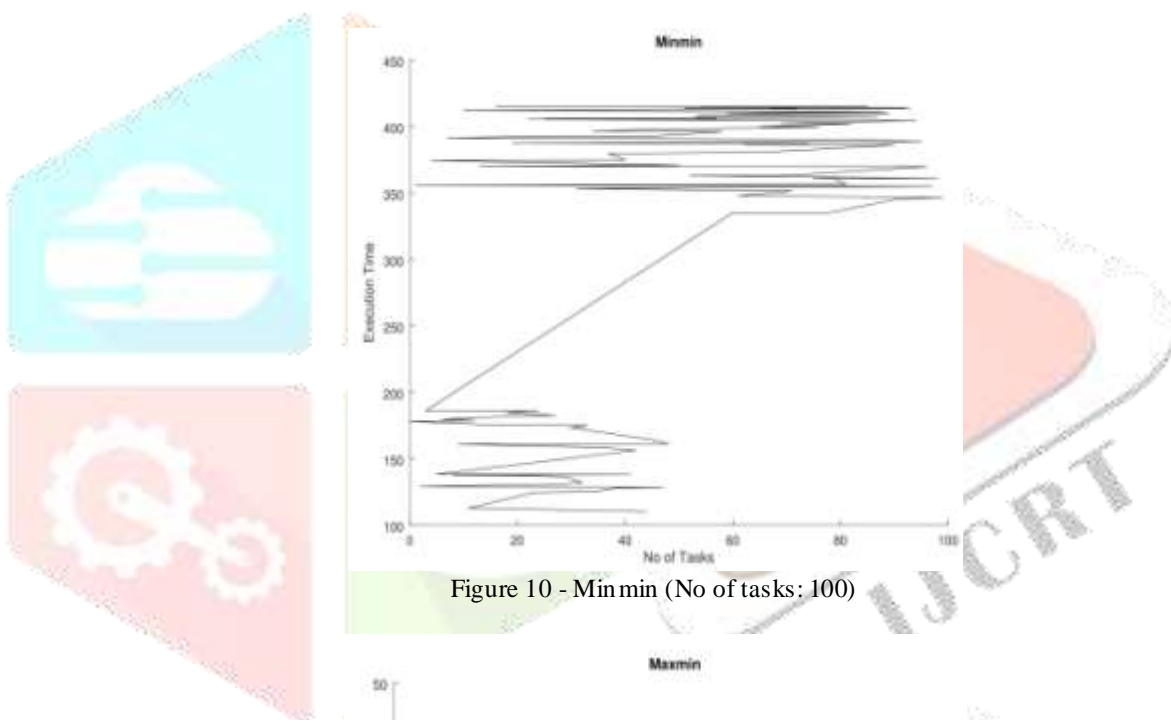 Minmin
450
400
350
300
250
200
150
100
Execution Time
0 20 40 60 80 100
No of Tasks
Figure 10 - Minmin (No of tasks: 100)
IJCRT
Maxmin
50